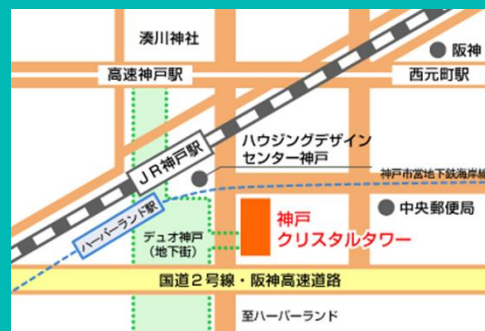 湊川神社
阪神
高速神戸駅
西元町駅
ハウジングデザイン
センター神戸
JR神戸駅
神戸市営地下鉄海岸線
ハーバーランド駅
中央郵便局
神戸
クリスタルタワー
デュオ神戸
(地下街)
国道2号線・阪神高速道路
至ハーバーランド